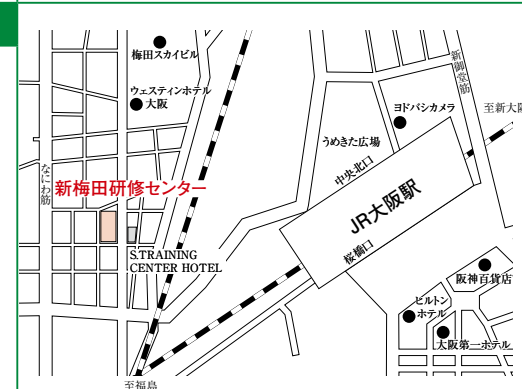 梅田スカイビル
ウェスティンホテル
大阪
新御堂筋
ヨドバシカメラ
至新大阪
うめきた広場
中央北口
なにわ筋
新梅田研修センター
JR大阪駅
桜橋口
S.TRAINING
CENTER HOTEL
阪神百貨店
ヒルトン
ホテル
大阪第一ホテル
至福島